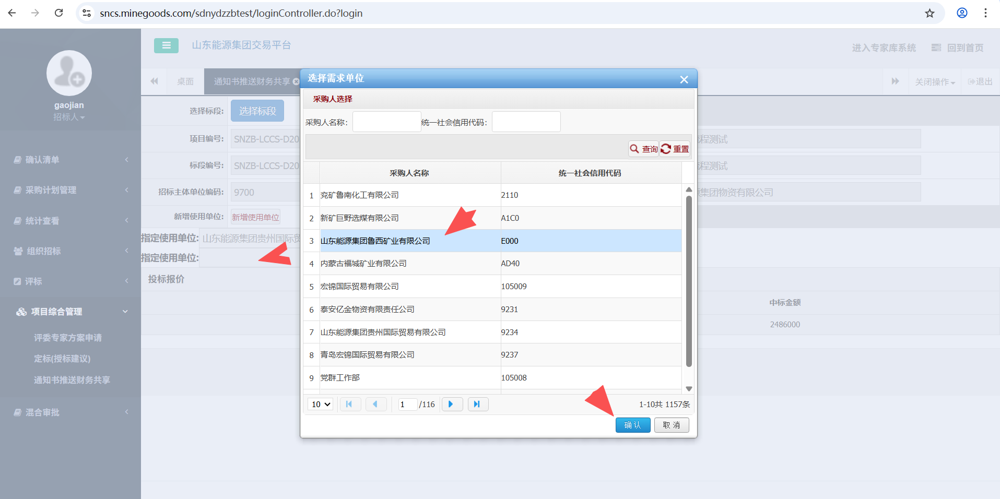 sncs.minegoods.com/sdnydzzbtest/loginController.do?login
山东能源集团交易平台
进入专家库系统 回到首页
gaojian
招标人
桌面 通知书推送财务共享 关闭操作 退出
确认清单
采购计划管理
统计查看
组织招标
评标
项目综合管理
评委专家方案申请
定标(授标建议)
通知书推送财务共享
混合审批
选择标段: 选择标段
项目编号: SNZB-LCCS-D20 程测试
标段编号: SNZB-LCCS-D20 程测试
招标主体单位编码: 9700 集团物资有限公司
新增使用单位: 新增使用单位
指定使用单位: 山东能源集团贵州国际贸
指定使用单位:
投标报价
中标金额
2486000
选择需求单位
采购人选择
采购人名称: 统一社会信用代码:
查询 重置
采购人名称 统一社会信用代码
1 兖矿鲁南化工有限公司 2110
2 新矿巨野选煤有限公司 A1C0
3 山东能源集团鲁西矿业有限公司 E000
4 内蒙古福城矿业有限公司 AD40
5 宏锦国际贸易有限公司 105009
6 泰安亿金物资有限责任公司 9231
7 山东能源集团贵州国际贸易有限公司 9234
8 青岛宏锦国际贸易有限公司 9237
9 党群工作部 105008
10 1 /116 1-10共 1157条
确 认 取 消